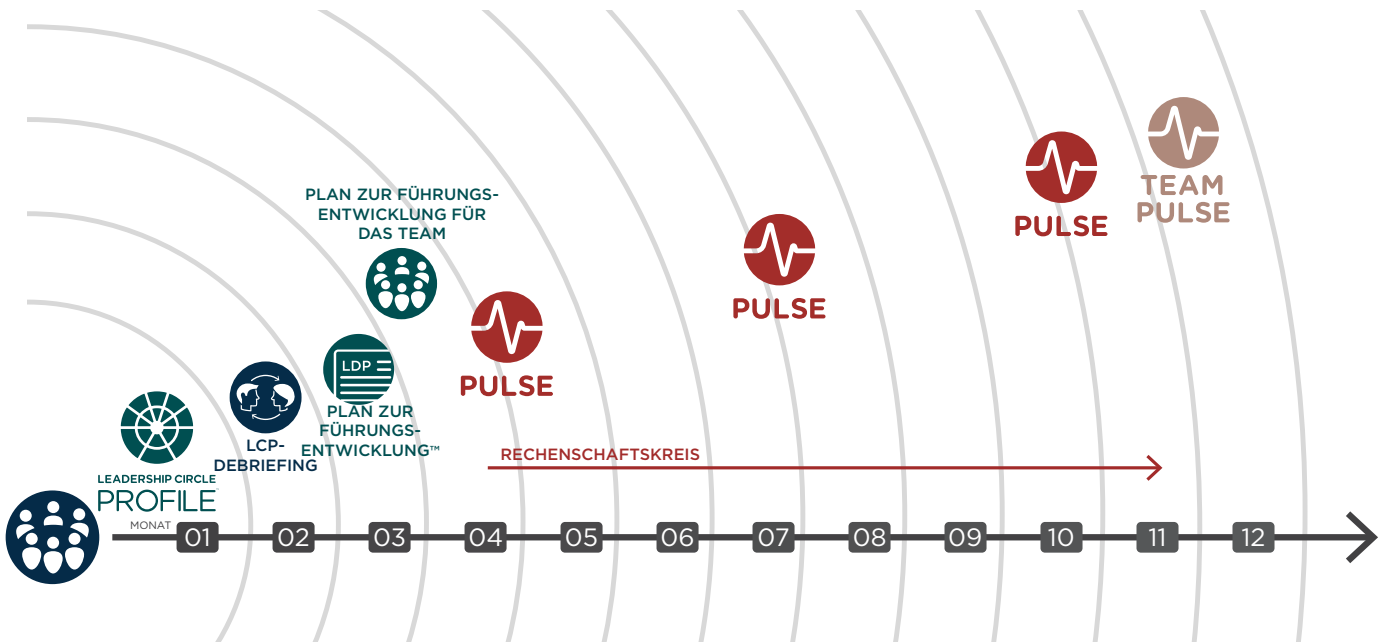 PLAN ZUR FÜHRUNGS-
ENTWICKLUNG FÜR
DAS TEAM
TEAM
PULSE
PULSE
PULSE
LDP
PULSE
PLAN ZUR
FÜHRUNGS-
ENTWICKLUNG™
LCP-
DEBRIEFING
RECHENSCHAFTSKREIS
LEADERSHIP CIRCLE
PROFILE
MONAT
01 02 03 04 05 06 07 08 09 10 11 12